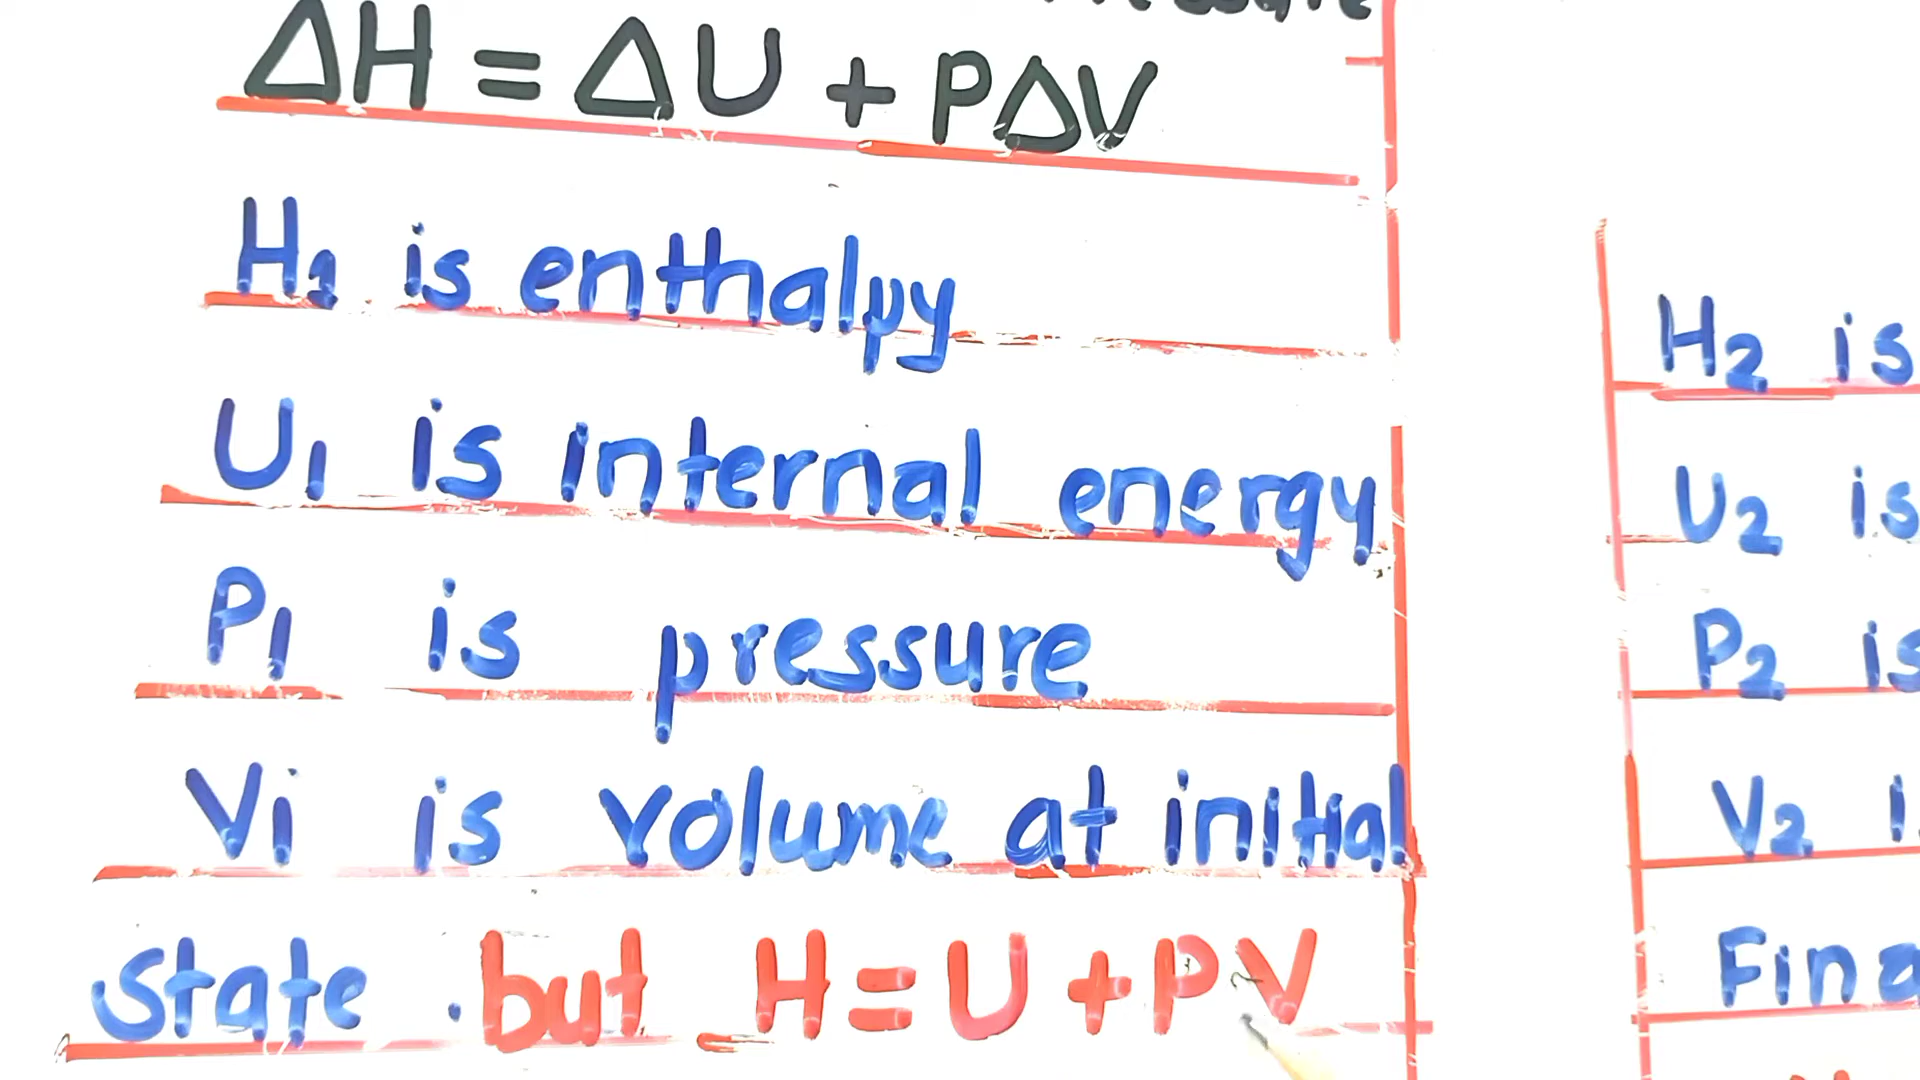 ΔH = ΔU + PΔV
H1 is enthalpy
U1 is internal energy
P1 is pressure
Vi is volume at initial
State . but H = U + PV
H2 is
U2 is
P2 is
V2 i
Fina